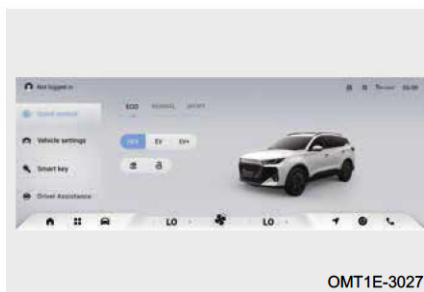 Not logged in
ECO NORMAL SPORT
Quick control
HEV EV EV+
Vehicle settings
Smart key
Driver Assistance
LO LO
OMT1E-3027